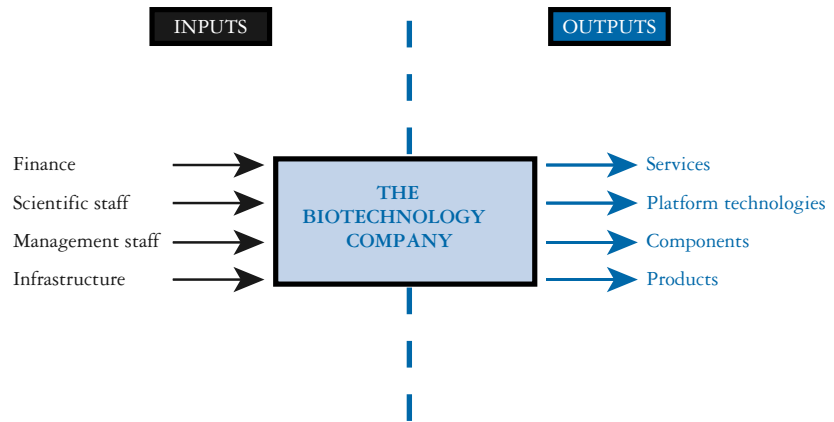 INPUTS
OUTPUTS
Finance
Scientific staff
Management staff
Infrastructure
THE
BIOTECHNOLOGY
COMPANY
Services
Platform technologies
Components
Products